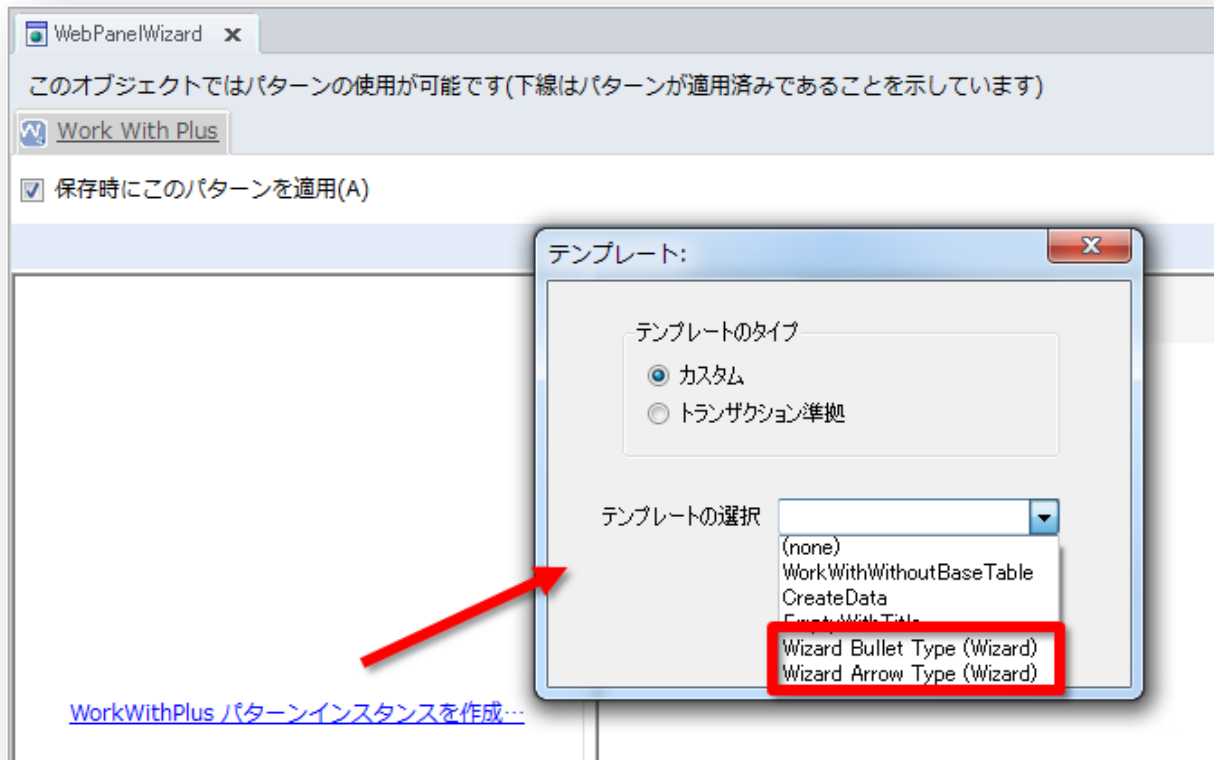 WebPanelWizard x
このオブジェクトではパターンの使用が可能です(下線はパターンが適用済みであることを示しています)
Work With Plus
保存時にこのパターンを適用(A)
テンプレート:
テンプレートのタイプ
カスタム
トランザクション準拠
テンプレートの選択
(none)
WorkWithWithoutBaseTable
CreateData
EmptyWithTitle
Wizard Bullet Type (Wizard)
Wizard Arrow Type (Wizard)
WorkWithPlus パターンインスタンスを作成…